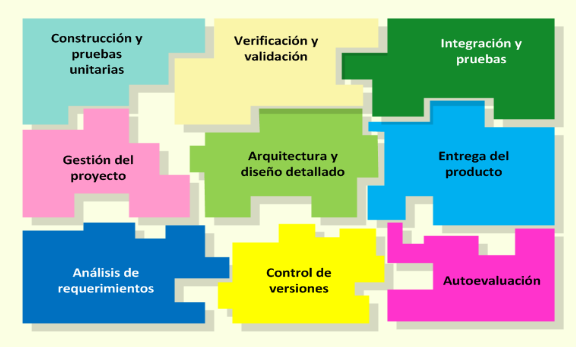 Construcción y
pruebas
unitarias
Verificación y
validación
Integración y
pruebas
Gestión del
proyecto
Arquitectura y
diseño detallado
Entrega del
producto
Análisis de
requerimientos
Control de
versiones
Autoevaluación